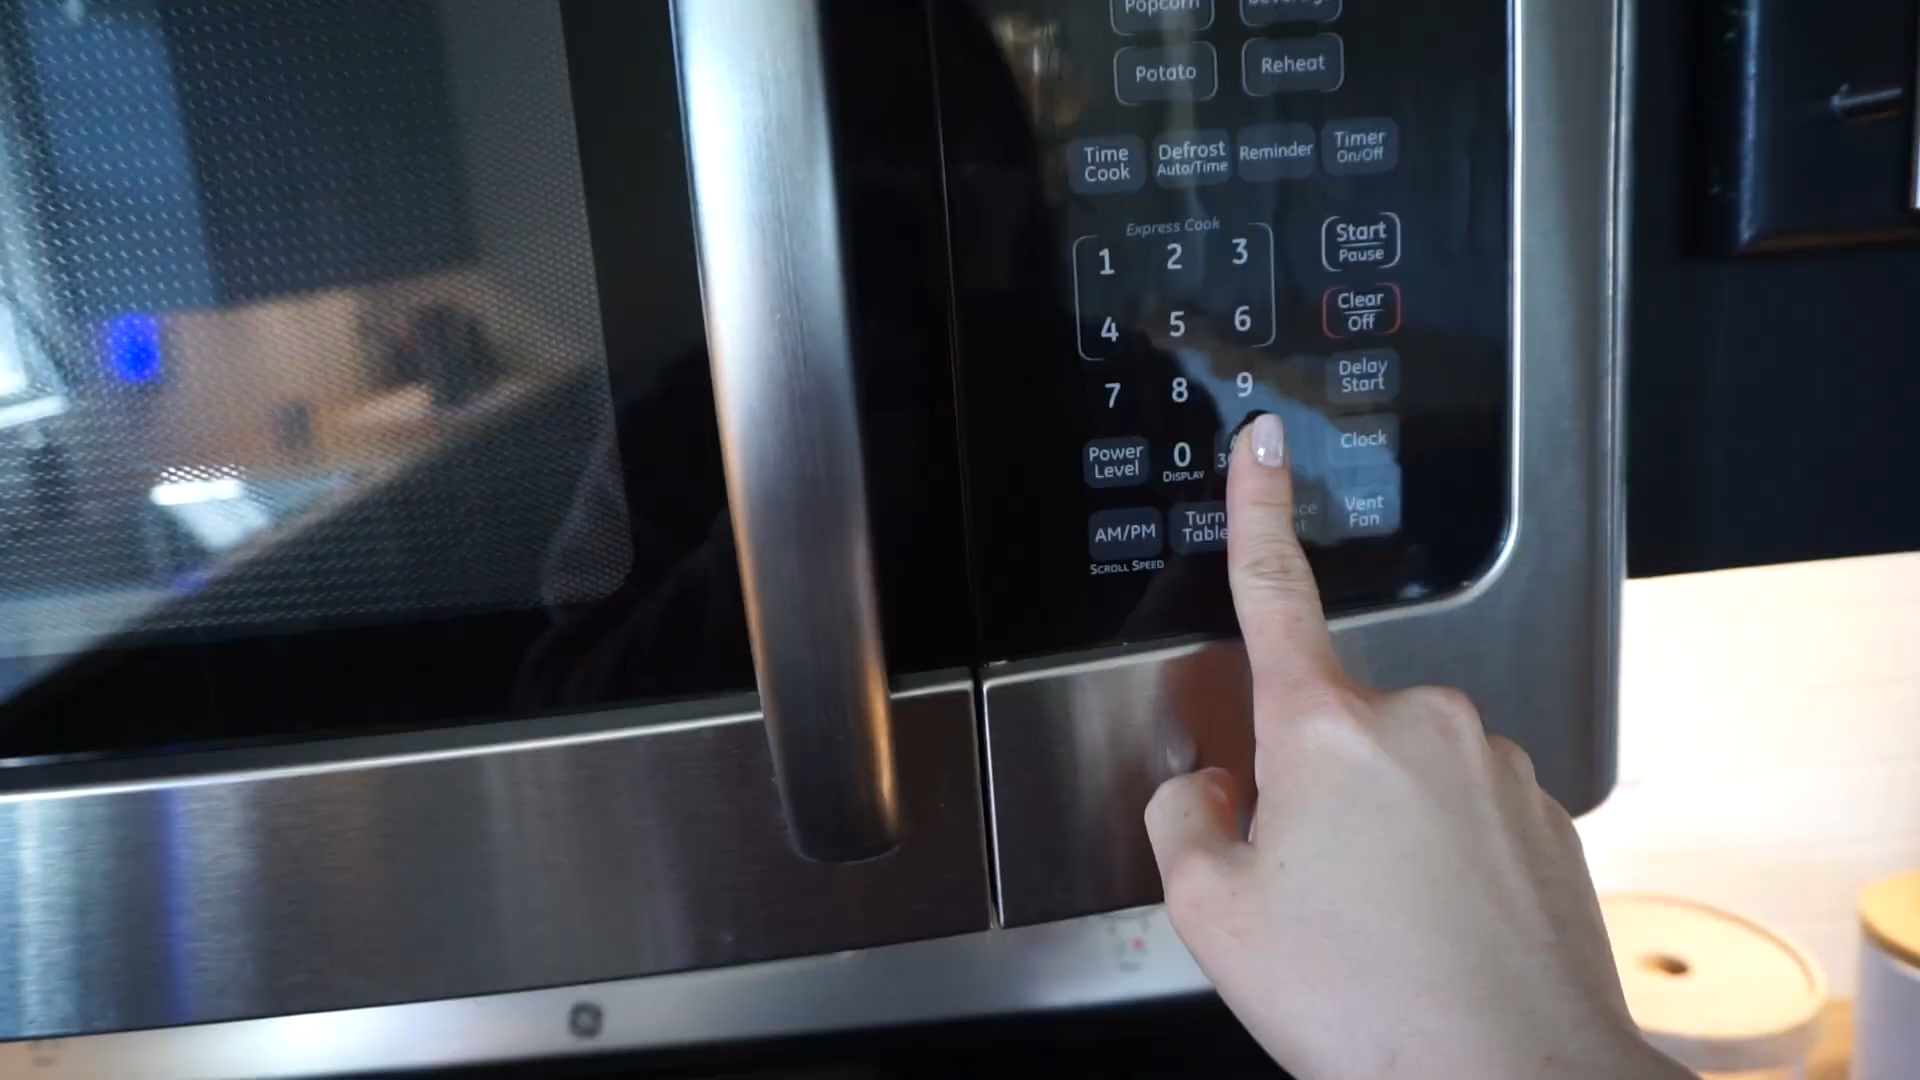 Popcorn
Beverage
Potato
Reheat
Time
Cook
Defrost
Auto/Time
Reminder
Timer
On/Off
Express Cook
1 2 3
Start
Pause
4 5 6
Clear
Off
7 8 9
Delay
Start
Power
Level
0
DISPLAY
Clock
AM/PM
SCROLL SPEED
Turn
Table
Vent
Fan